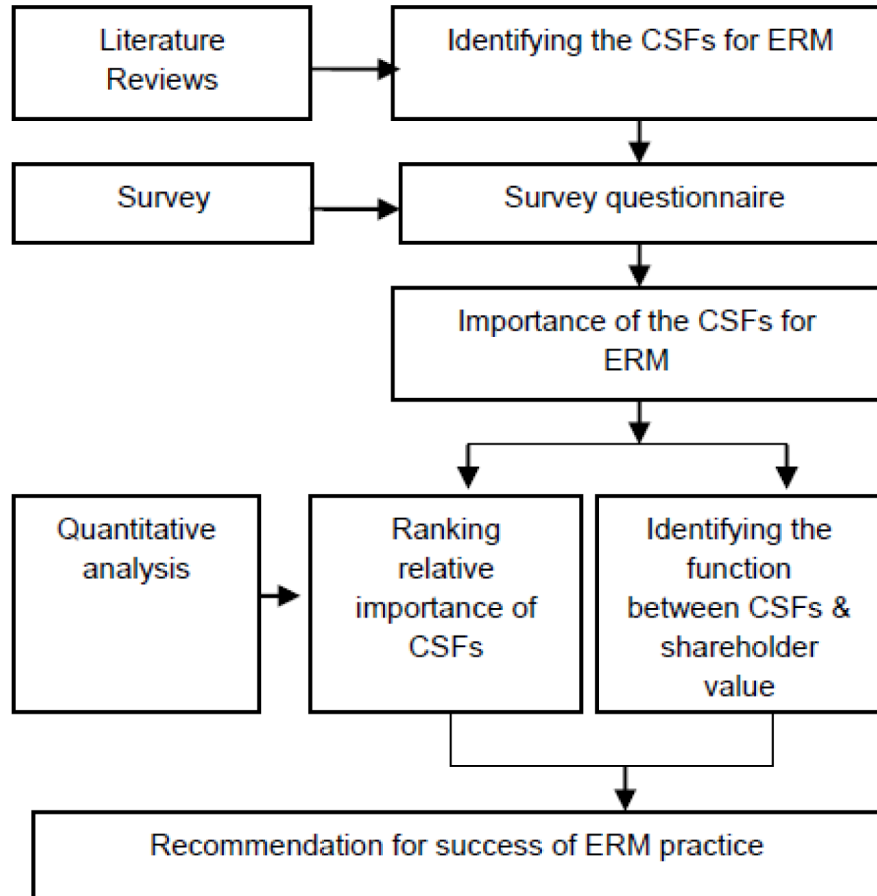 Literature
Reviews
Identifying the CSFs for ERM
Survey
Survey questionnaire
Importance of the CSFs for
ERM
Quantitative
analysis
Ranking
relative
importance of
CSFs
Identifying the
function
between CSFs &
shareholder
value
Recommendation for success of ERM practice